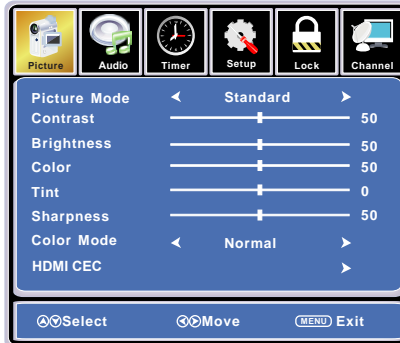 Picture Audio Timer Setup Lock Channel
Picture Mode Standard
Contrast 50
Brightness 50
Color 50
Tint 0
Sharpness 50
Color Mode Normal
HDMI CEC
Select Move MENU Exit